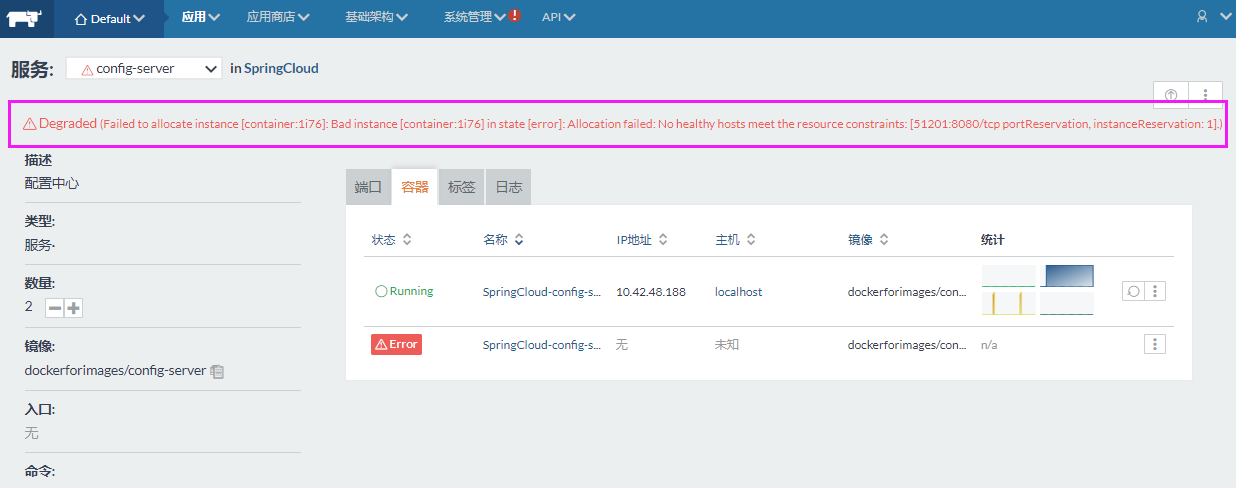 Default 应用 应用商店 基础架构 系统管理 API
服务: config-server in SpringCloud
Degraded (Failed to allocate instance [container:1i76]: Bad instance [container:1i76] in state [error]: Allocation failed: No healthy hosts meet the resource constraints: [51201:8080/tcp portReservation, instanceReservation: 1].)
描述
配置中心
类型:
服务·
数量:
2
镜像:
dockerforimages/config-server
入口:
无
命令:
端口 容器 标签 日志
状态 名称 IP地址 主机 镜像 统计
Running SpringCloud-config-s... 10.42.48.188 localhost dockerforimages/con...
Error SpringCloud-config-s... 无 未知 dockerforimages/con... n/a